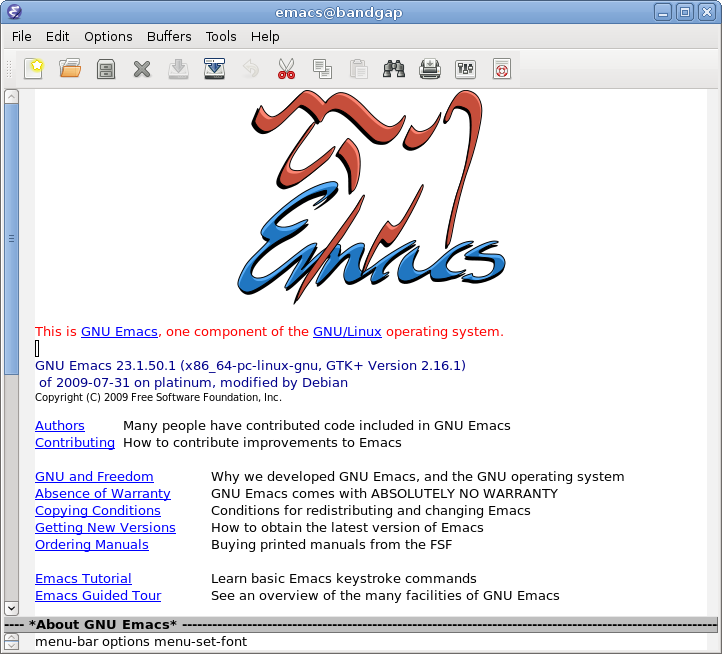 emacs@bandgap
File Edit Options Buffers Tools Help
Emacs
This is GNU Emacs, one component of the GNU/Linux operating system.
GNU Emacs 23.1.50.1 (x86_64-pc-linux-gnu, GTK+ Version 2.16.1)
of 2009-07-31 on platinum, modified by Debian
Copyright (C) 2009 Free Software Foundation, Inc.
Authors Many people have contributed code included in GNU Emacs
Contributing How to contribute improvements to Emacs
GNU and Freedom Why we developed GNU Emacs, and the GNU operating system
Absence of Warranty GNU Emacs comes with ABSOLUTELY NO WARRANTY
Copying Conditions Conditions for redistributing and changing Emacs
Getting New Versions How to obtain the latest version of Emacs
Ordering Manuals Buying printed manuals from the FSF
Emacs Tutorial Learn basic Emacs keystroke commands
Emacs Guided Tour See an overview of the many facilities of GNU Emacs
---- *About GNU Emacs* ----
menu-bar options menu-set-font